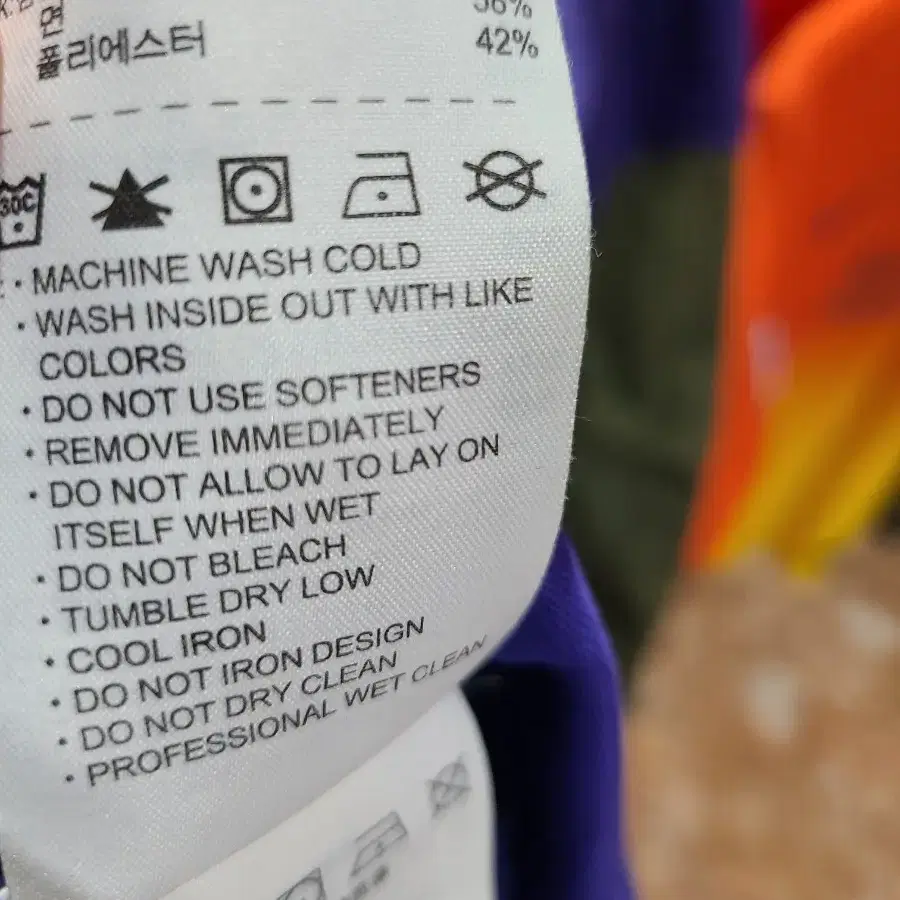 면
58%
폴리에스터 42%
30C
· MACHINE WASH COLD
· WASH INSIDE OUT WITH LIKE
COLORS
· DO NOT USE SOFTENERS
· REMOVE IMMEDIATELY
· DO NOT ALLOW TO LAY ON
ITSELF WHEN WET
· DO NOT BLEACH
· TUMBLE DRY LOW
· COOL IRON
· DO NOT IRON DESIGN
· DO NOT DRY CLEAN
· PROFESSIONAL WET CLEAN